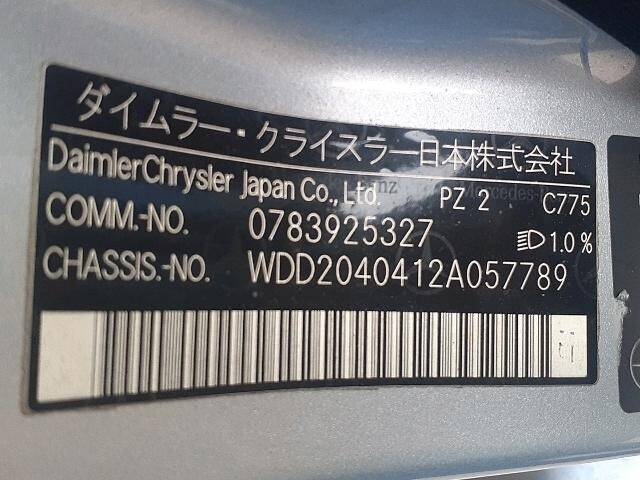 ダイムラー・クライスラー日本株式会社
DaimlerChrysler Japan Co., Ltd. PZ 2 C775
COMM.-NO. 0783925327 1.0 %
CHASSIS.-NO. WDD2040412A057789